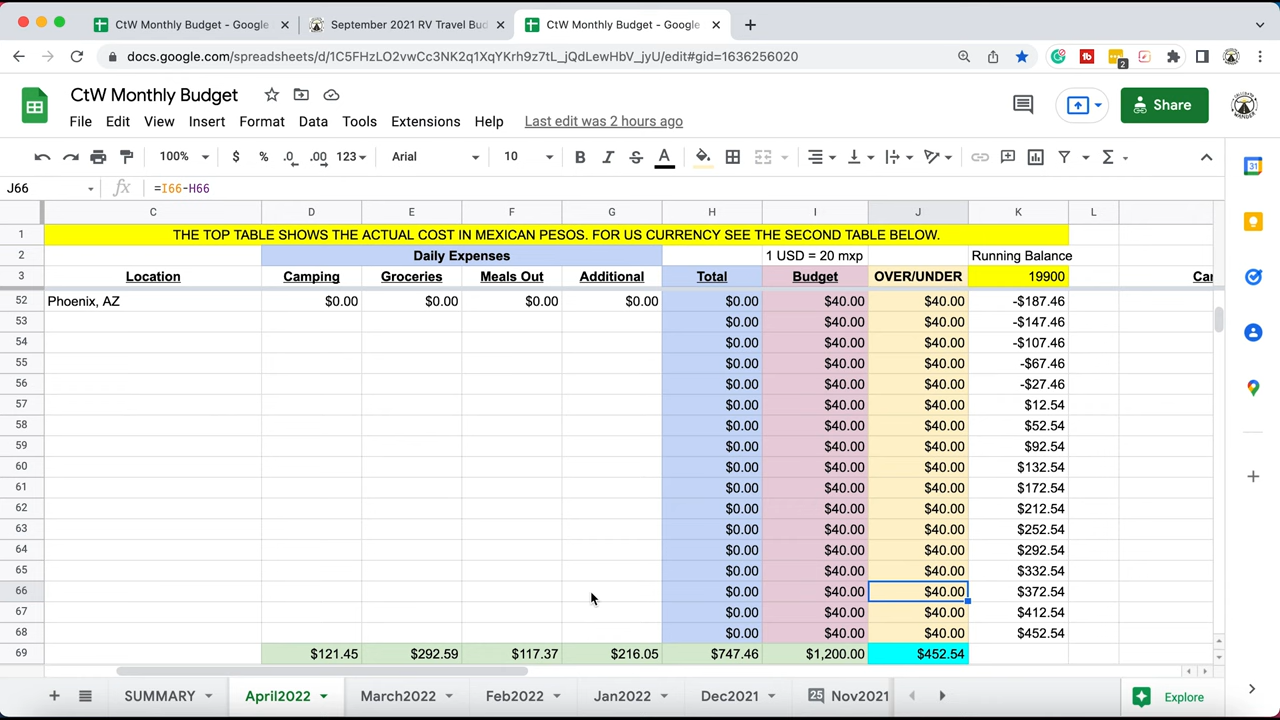 CtW Monthly Budget - Google
September 2021 RV Travel Bud
CtW Monthly Budget - Google
docs.google.com/spreadsheets/d/1C5FHzLO2vwCc3NK2q1XqYKrh9z7tL_jQdLewHbV_jyU/edit#gid=1636256020
2
CtW Monthly Budget
File Edit View Insert Format Data Tools Extensions Help Last edit was 2 hours ago
Share
100% $ % .0 .00 123 Arial 10 B I S A
31
J66 fx =I66-H66
C D E F G H I J K L
1 THE TOP TABLE SHOWS THE ACTUAL COST IN MEXICAN PESOS. FOR US CURRENCY SEE THE SECOND TABLE BELOW.
2 Daily Expenses 1 USD = 20 mxp Running Balance
3 Location Camping Groceries Meals Out Additional Total Budget OVER/UNDER 19900 Car
52 Phoenix, AZ $0.00 $0.00 $0.00 $0.00 $0.00 $40.00 $40.00 -$187.46
53 $0.00 $40.00 $40.00 -$147.46
54 $0.00 $40.00 $40.00 -$107.46
55 $0.00 $40.00 $40.00 -$67.46
56 $0.00 $40.00 $40.00 -$27.46
57 $0.00 $40.00 $40.00 $12.54
58 $0.00 $40.00 $40.00 $52.54
59 $0.00 $40.00 $40.00 $92.54
60 $0.00 $40.00 $40.00 $132.54
61 $0.00 $40.00 $40.00 $172.54
62 $0.00 $40.00 $40.00 $212.54
63 $0.00 $40.00 $40.00 $252.54
64 $0.00 $40.00 $40.00 $292.54
65 $0.00 $40.00 $40.00 $332.54
66 $0.00 $40.00 $40.00 $372.54
67 $0.00 $40.00 $40.00 $412.54
68 $0.00 $40.00 $40.00 $452.54
69 $121.45 $292.59 $117.37 $216.05 $747.46 $1,200.00 $452.54
SUMMARY April2022 March2022 Feb2022 Jan2022 Dec2021 25 Nov2021 Explore